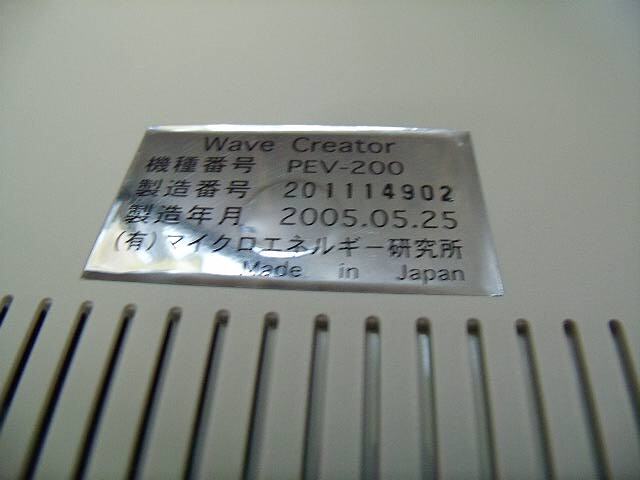 Wave Creator
機種番号 PEV-200
製造番号 201114902
製造年月 2005.05.25
(有)マイクロエネルギー研究所
Made in Japan